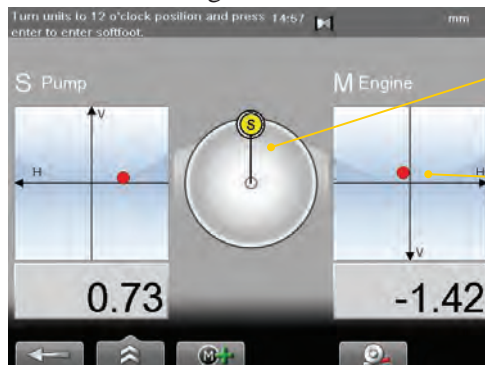 Turn units to 12 o'clock position and press 14:57 mm
enter to enter softfoot.
S Pump
M Engine
V
H
S
H
V
0.73
-1.42
M